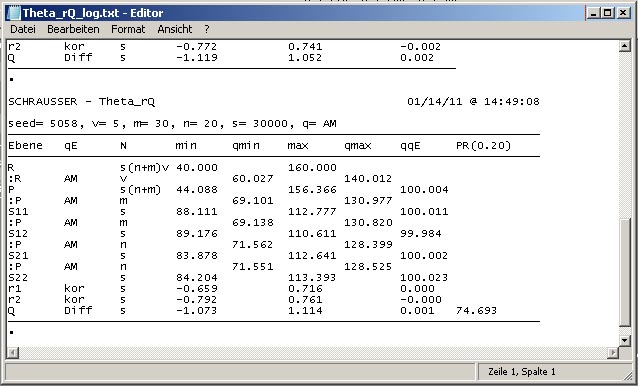 Theta_rQ_log.txt - Editor
Datei Bearbeiten Format Ansicht ?
r2 kor s -0.772 0.741 -0.002
Q Diff s -1.119 1.052 0.002
SCHRAUSSER - Theta_rQ 01/14/11 @ 14:49:08
seed= 5058, v= 5, m= 30, n= 20, s= 30000, q= AM
Ebene qE N min qmin max qmax qqE PR(0.20)
R s(n+m)v 40.000 160.000
:R AM v 60.027 140.012
P s(n+m) 44.088 156.366 100.004
:P AM m 69.101 130.977
S11 s 88.111 112.777 100.011
:P AM m 69.138 130.820
S12 s 89.176 110.611 99.984
:P AM n 71.562 128.399
S21 s 83.878 112.641 100.002
:P AM n 71.551 128.525
S22 s 84.204 113.393 100.023
r1 kor s -0.659 0.716 0.000
r2 kor s -0.792 0.761 -0.000
Q Diff s -1.073 1.114 0.001 74.693
Zeile 1, Spalte 1